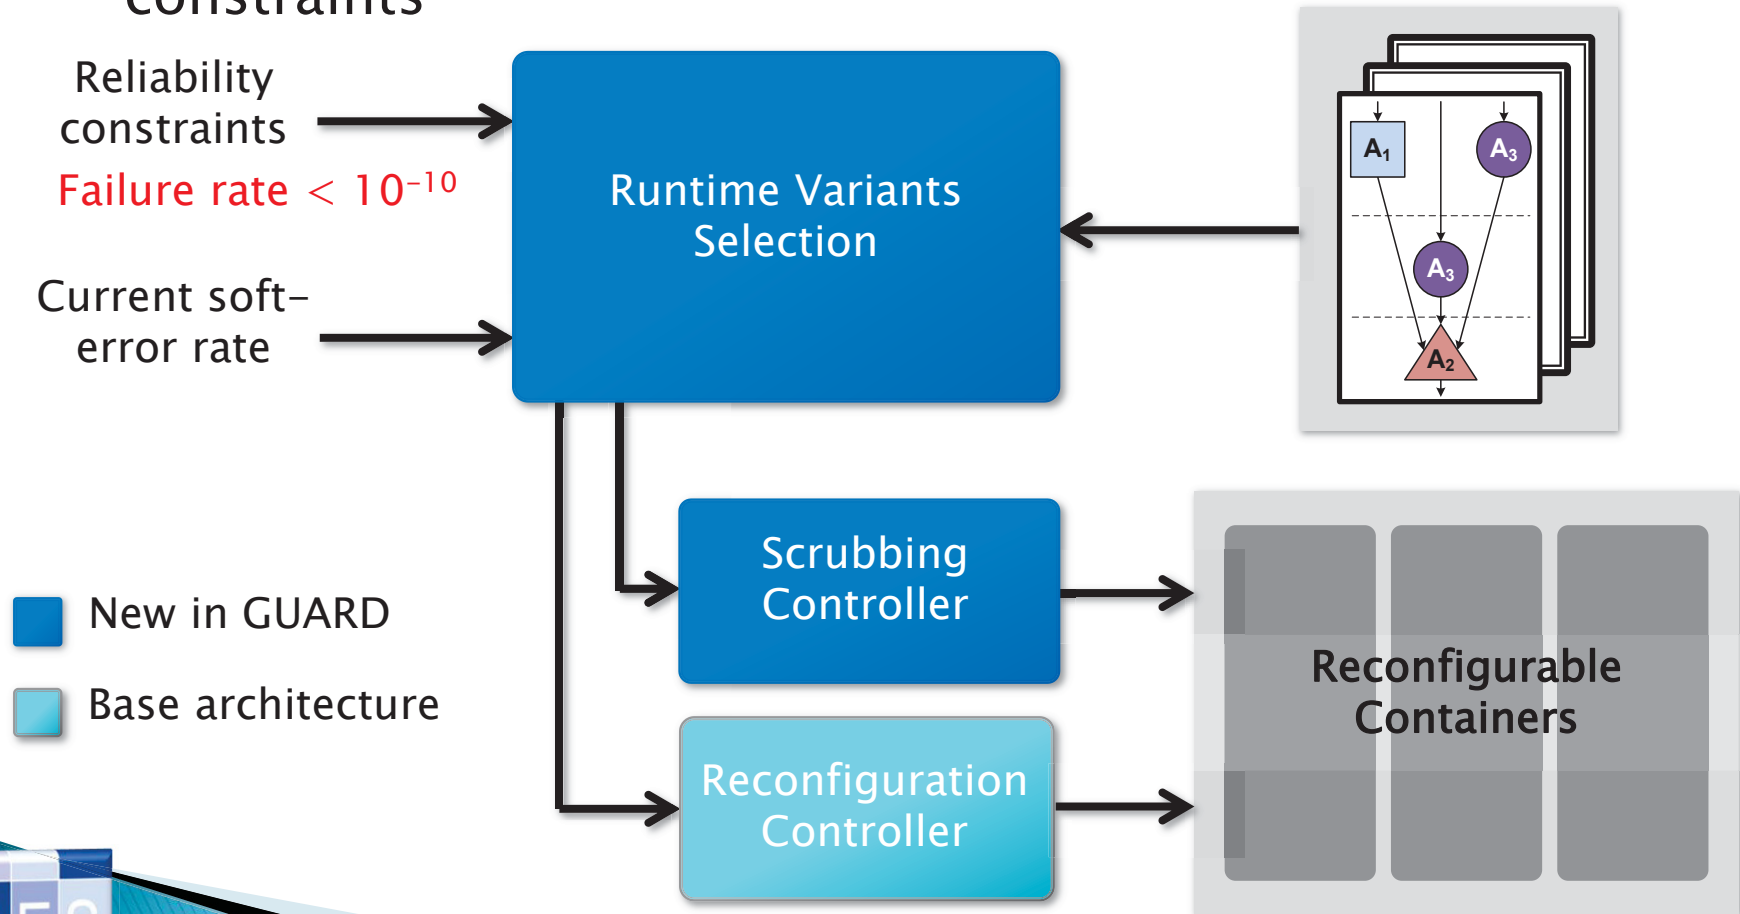 constraints
Reliability
constraints
Failure rate < 10⁻¹⁰
Current soft-
error rate
Runtime Variants
Selection
A₁
A₃
A₃
A₂
Scrubbing
Controller
Reconfiguration
Controller
Reconfigurable
Containers
New in GUARD
Base architecture